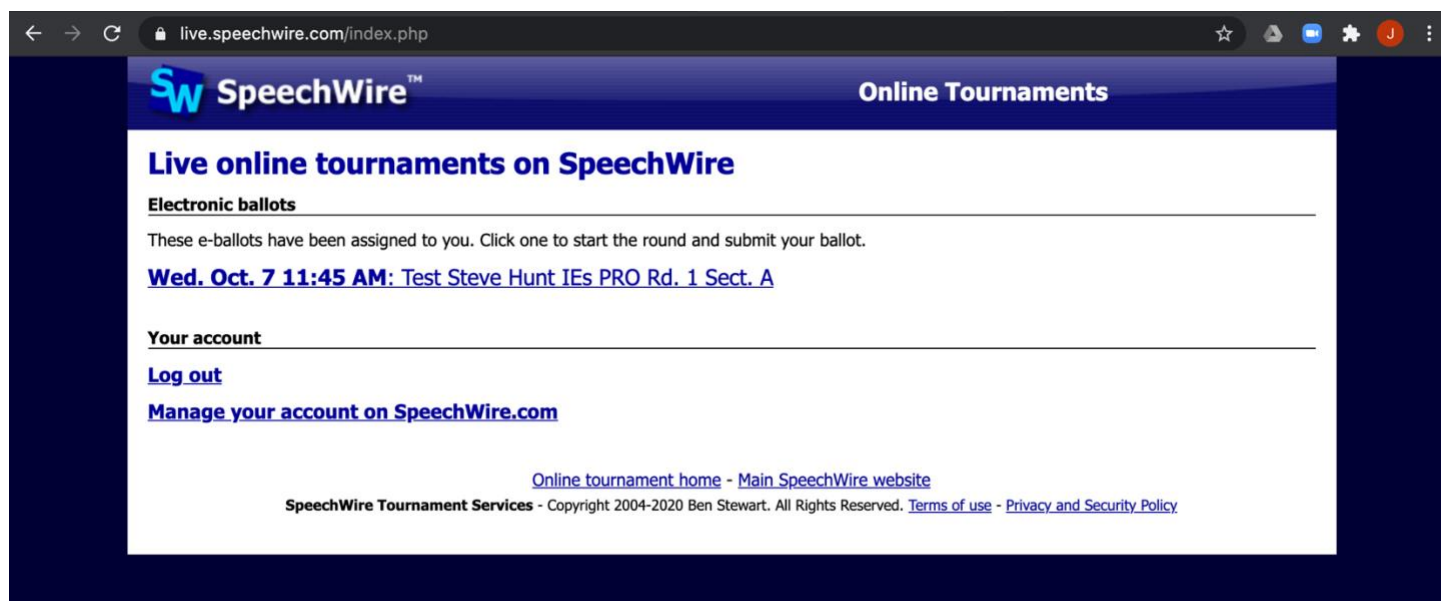 live.speechwire.com/index.php
J
SW SpeechWire™
Online Tournaments
Live online tournaments on SpeechWire
Electronic ballots
These e-ballots have been assigned to you. Click one to start the round and submit your ballot.
Wed. Oct. 7 11:45 AM: Test Steve Hunt IEs PRO Rd. 1 Sect. A
Your account
Log out
Manage your account on SpeechWire.com
Online tournament home - Main SpeechWire website
SpeechWire Tournament Services - Copyright 2004-2020 Ben Stewart. All Rights Reserved. Terms of use - Privacy and Security Policy